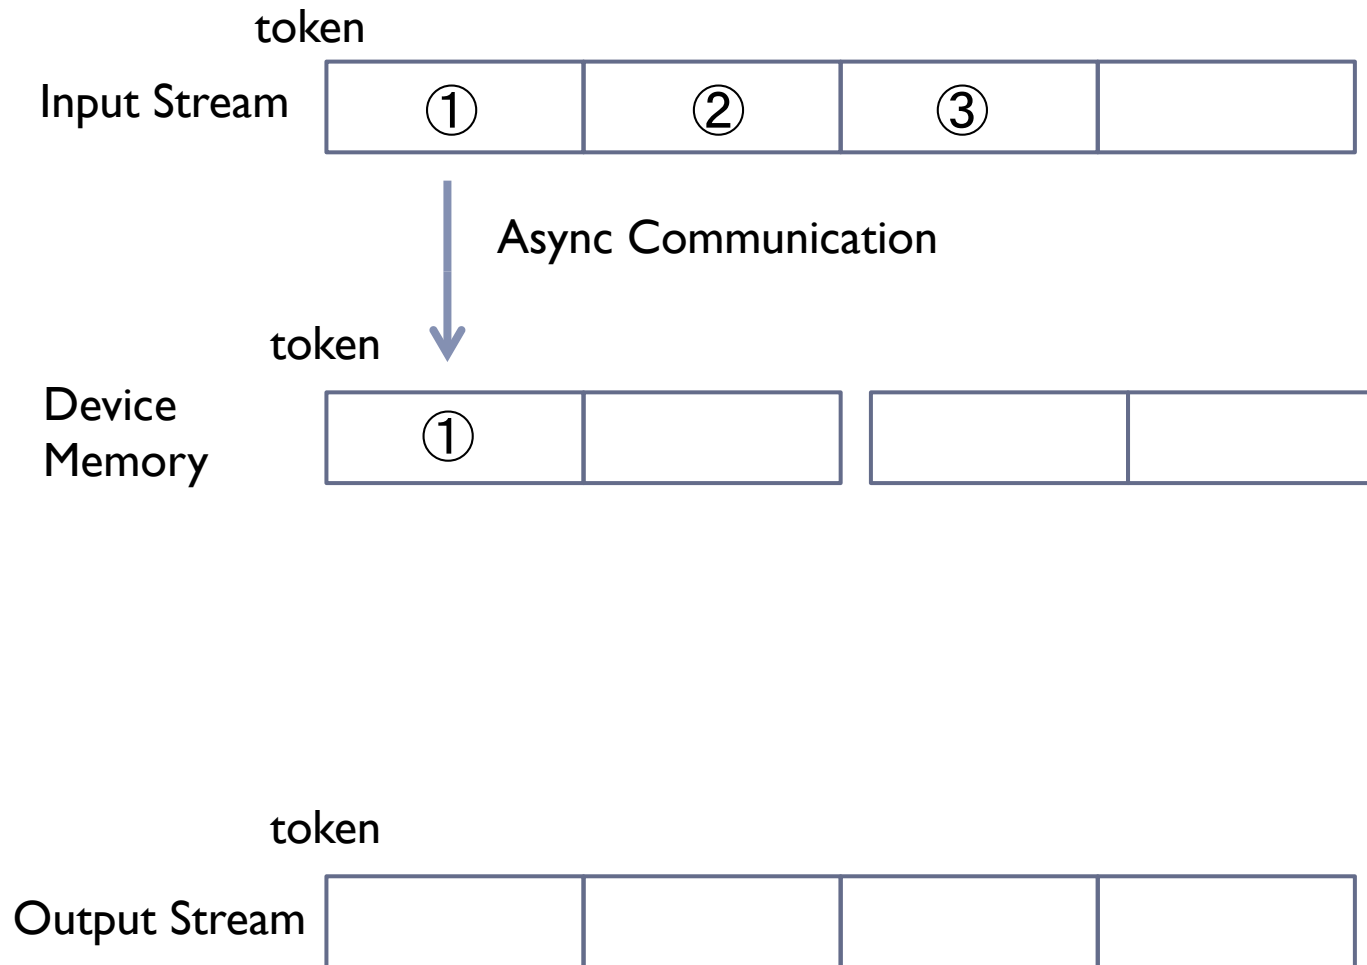 token
Input Stream ① ② ③
Async Communication
token
Device
Memory
①
token
Output Stream